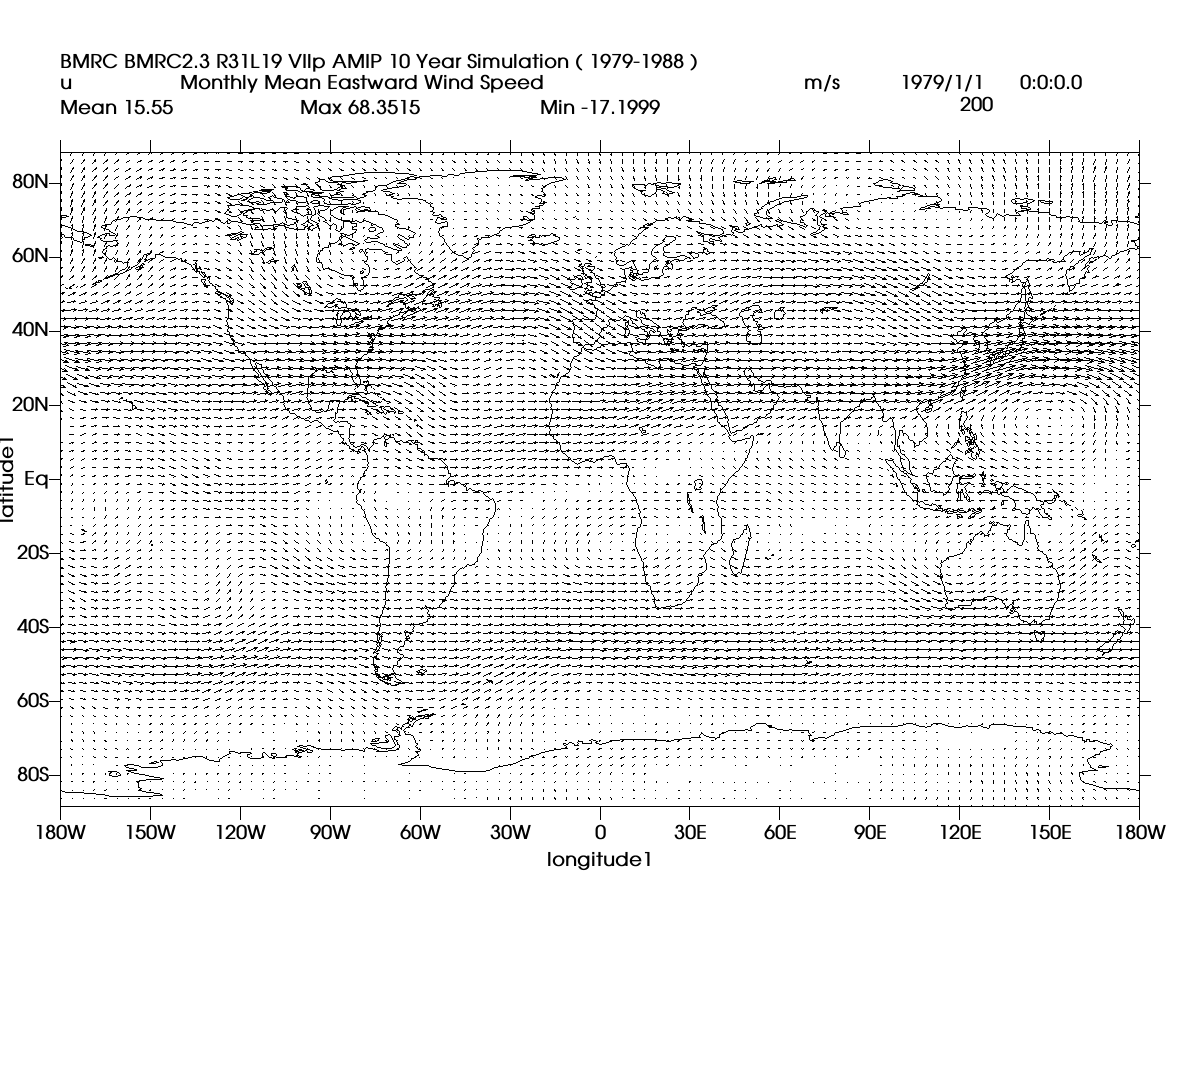 BMRC BMRC2.3 R31L19 VIIp AMIP 10 Year Simulation ( 1979-1988 )
u Monthly Mean Eastward Wind Speed m/s 1979/1/1 0:0:0.0
Mean 15.55 Max 68.3515 Min -17.1999 200
80N
60N
40N
20N
Eq
20S
40S
60S
80S
latitude1
180W 150W 120W 90W 60W 30W 0 30E 60E 90E 120E 150E 180W
longitude1